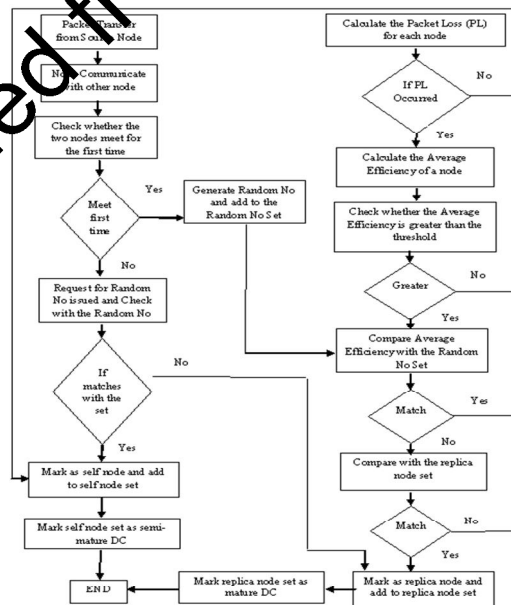 Packet Transfer
from Source Node
Communicate
with other node
Check whether the
two nodes meet for
the first time
Meet
first
time
Yes
No
Generate Random No
and add to the
Random No Set
Request for Random
No issued and Check
with the Random No
If
matches
with the
set
No
Yes
Mark as self node and add
to self node set
Mark self node set as semi-
mature DC
END
Mark replica node set as
mature DC
Calculate the Packet Loss (PL)
for each node
If PL
Occurred
No
Yes
Calculate the Average
Efficiency of a node
Check whether the Average
Efficiency is greater than the
threshold
Greater
No
Yes
Compare Average
Efficiency with the Random
No Set
Match
Yes
No
Compare with the replica
node set
Match
No
Yes
Mark as replica node and
add to replica node set